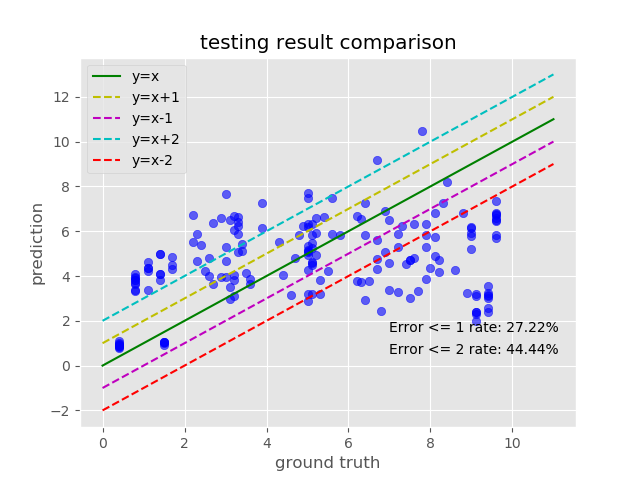 testing result comparison
y=x
y=x+1
y=x-1
y=x+2
y=x-2
12
10
8
6
4
2
0
−2
prediction
Error <= 1 rate: 27.22%
Error <= 2 rate: 44.44%
0 2 4 6 8 10
ground truth